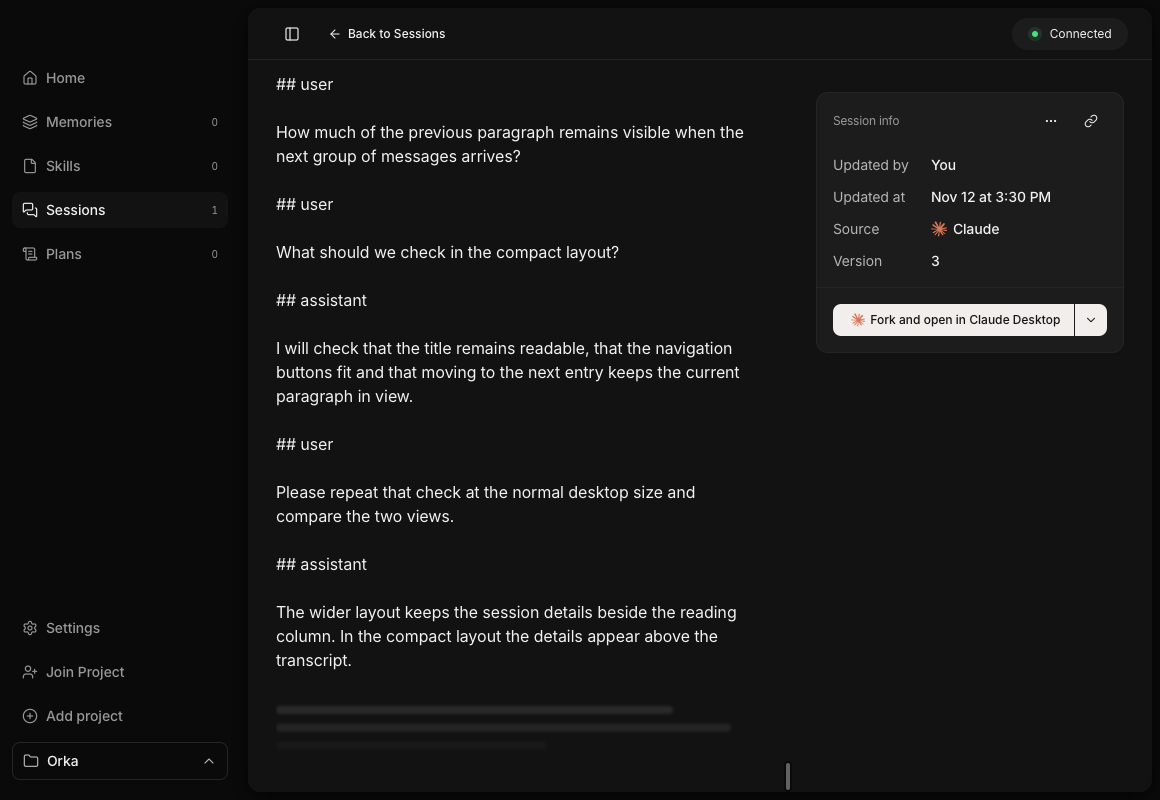 Back to Sessions
Connected
Home
Memories 0
Skills 0
Sessions 1
Plans 0
Settings
Join Project
Add project
Orka
## user
How much of the previous paragraph remains visible when the
next group of messages arrives?
## user
What should we check in the compact layout?
## assistant
I will check that the title remains readable, that the navigation
buttons fit and that moving to the next entry keeps the current
paragraph in view.
## user
Please repeat that check at the normal desktop size and
compare the two views.
## assistant
The wider layout keeps the session details beside the reading
column. In the compact layout the details appear above the
transcript.
Session info
Updated by You
Updated at Nov 12 at 3:30 PM
Source Claude
Version 3
Fork and open in Claude Desktop